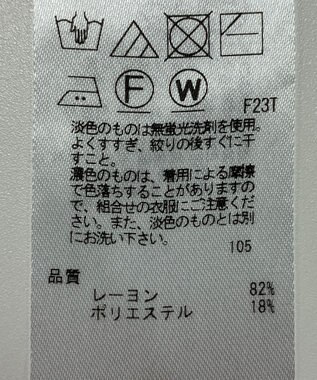 F W
F23T
淡色のものは無蛍光洗剤を使用。
よくすすぎ、絞りの後すぐに干
すこと。
濃色のものは、着用による摩擦
で色落ちすることがありますの
で、組合せの衣服にご注意くだ
さい。また、淡色のものとは別
にお洗い下さい。
105
品質
レーヨン 82%
ポリエステル 18%